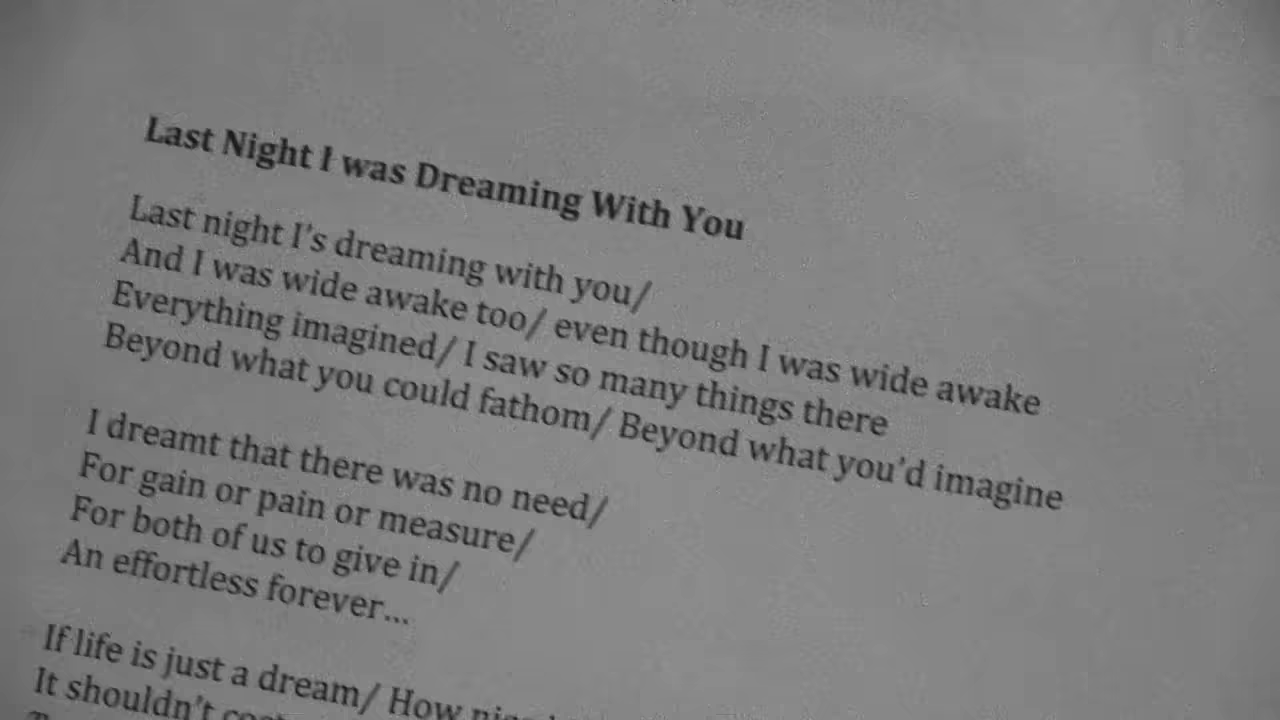 Last Night I was Dreaming With You
Last night I's dreaming with you/
And I was wide awake too/ even though I was wide awake
Everything imagined/ I saw so many things there
Beyond what you could fathom/ Beyond what you'd imagine
I dreamt that there was no need/
For gain or pain or measure/
For both of us to give in/
An effortless forever...
If life is just a dream/ How
It shouldn't